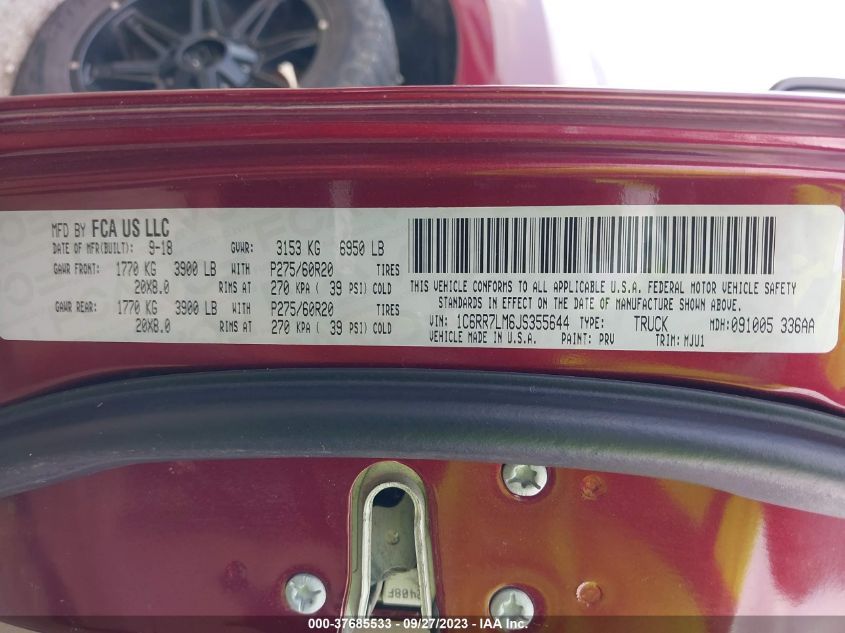 MFD BY FCA US LLC
DATE OF MFR(BUILT): 9-18 GVWR: 3153 KG 6950 LB
GAWR FRONT: 1770 KG 3900 LB WITH P275/60R20 TIRES
20X8.0 RIMS AT 270 KPA ( 39 PSI) COLD
GAWR REAR: 1770 KG 3900 LB WITH P275/60R20 TIRES
20X8.0 RIMS AT 270 KPA ( 39 PSI) COLD
THIS VEHICLE CONFORMS TO ALL APPLICABLE U.S.A. FEDERAL MOTOR VEHICLE SAFETY
STANDARDS IN EFFECT ON THE DATE OF MANUFACTURE SHOWN ABOVE.
VIN: 1C6RR7LM6JS355644 TYPE: TRUCK MDH:091005 336AA
VEHICLE MADE IN U.S.A. PAINT: PRV TRIM: MJU1
000-37685533 - 09/27/2023 - IAA Inc.